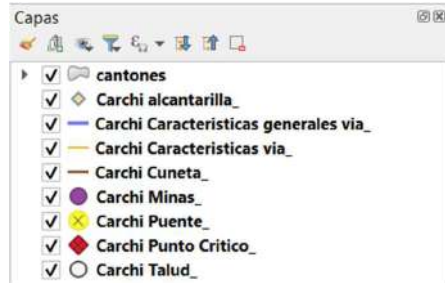 Capas
cantones
Carchi alcantarilla_
Carchi Caracteristicas generales via_
Carchi Caracteristicas via_
Carchi Cuneta_
Carchi Minas_
Carchi Puente_
Carchi Punto Critico_
Carchi Talud_